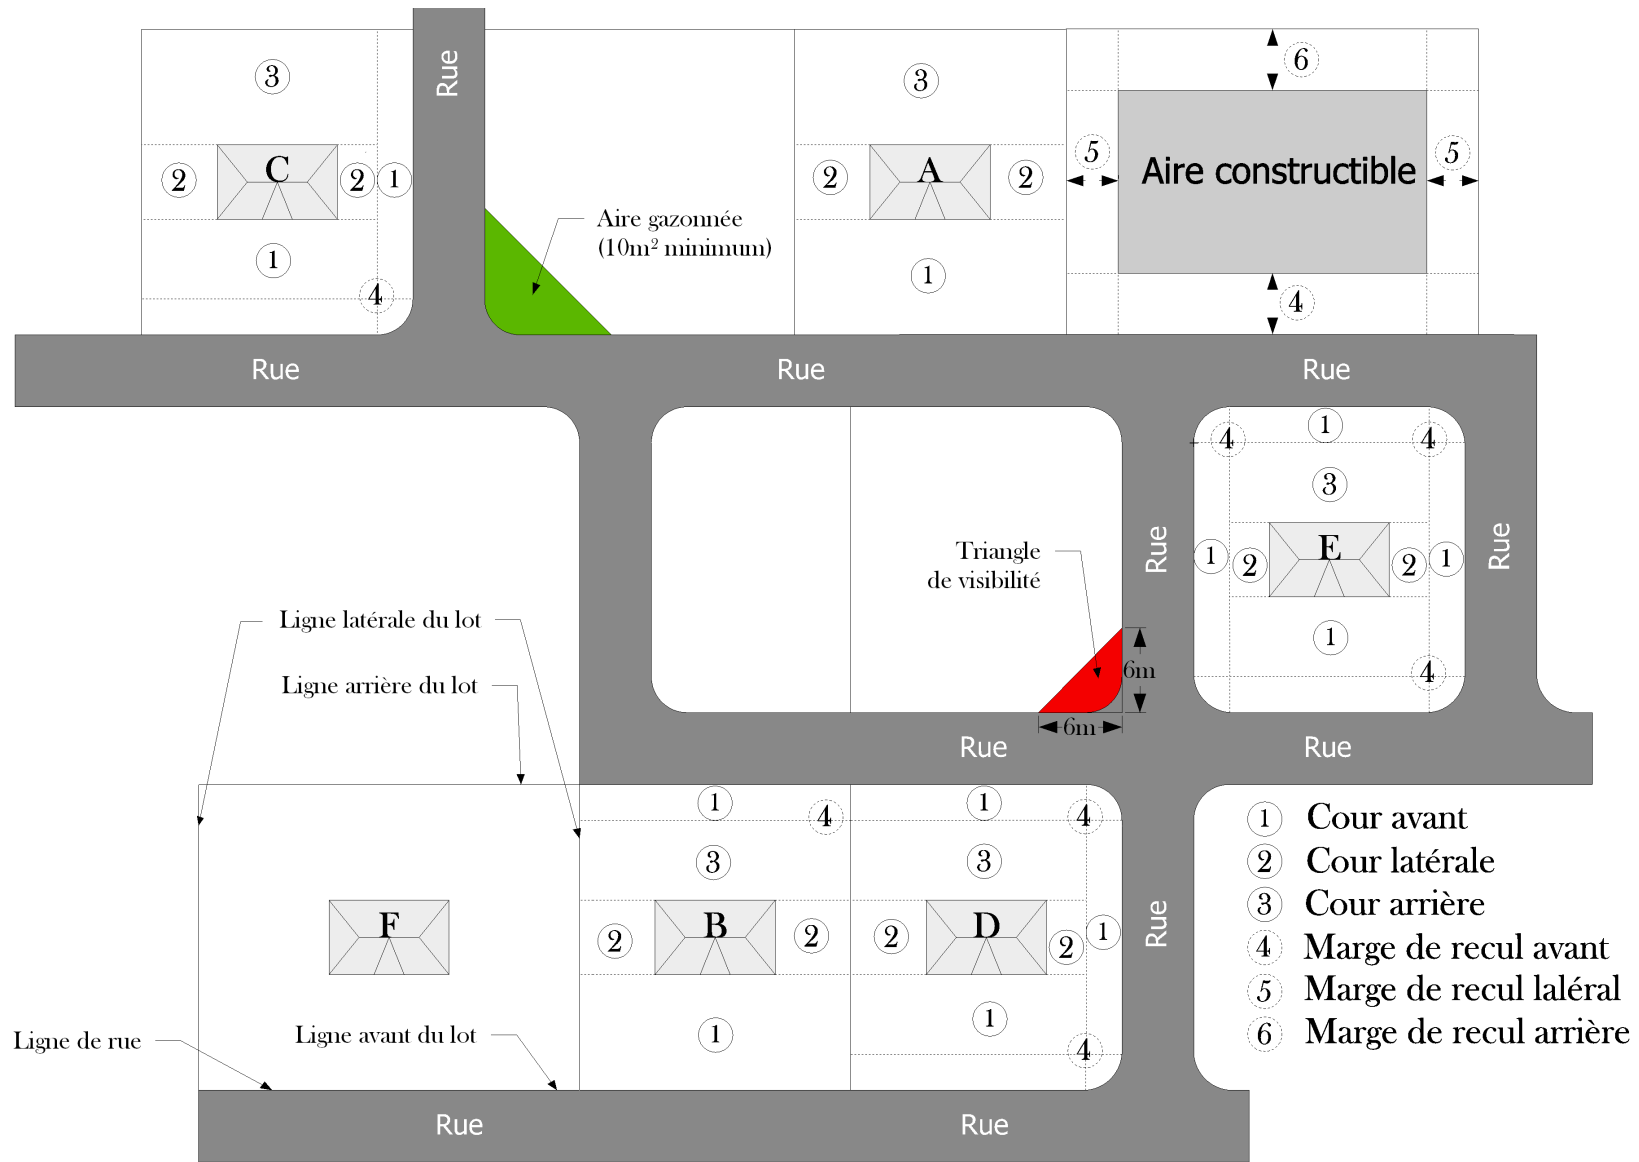 Rue
3
3
6
C
2
2
1
A
2
2
5
Aire constructible
5
Aire gazonnée
(10m² minimum)
1
4
1
4
Rue
Rue
Rue
1
4
4
3
Triangle
de visibilité
Rue
1
2
E
2
1
Rue
Ligne latérale du lot
1
Ligne arrière du lot
6m
4
6m
Rue
Rue
1
4
1
4
3
3
F
2
B
2
2
D
2
1
Rue
Ligne de rue
Ligne avant du lot
1
1
4
Rue
Rue
1 Cour avant
2 Cour latérale
3 Cour arrière
4 Marge de recul avant
5 Marge de recul laléral
6 Marge de recul arrière